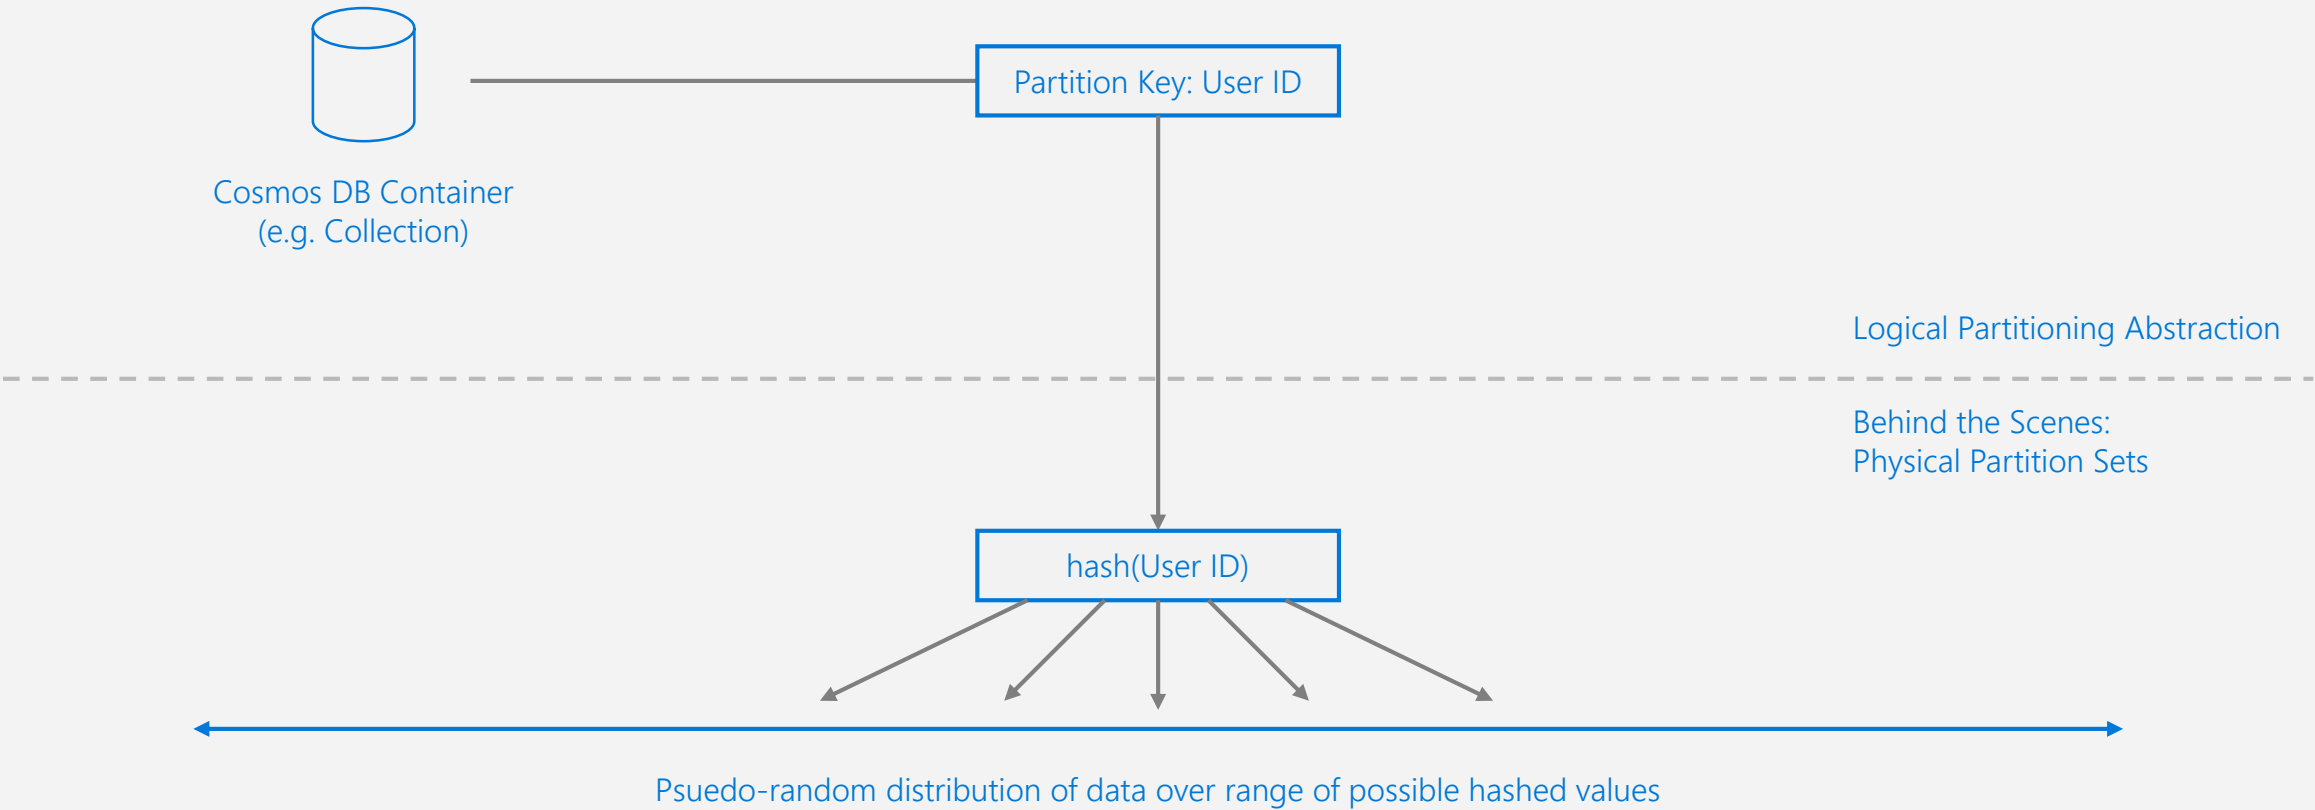 Partition Key: User ID
Cosmos DB Container
(e.g. Collection)
Logical Partitioning Abstraction
Behind the Scenes:
Physical Partition Sets
hash(User ID)
Psuedo-random distribution of data over range of possible hashed values